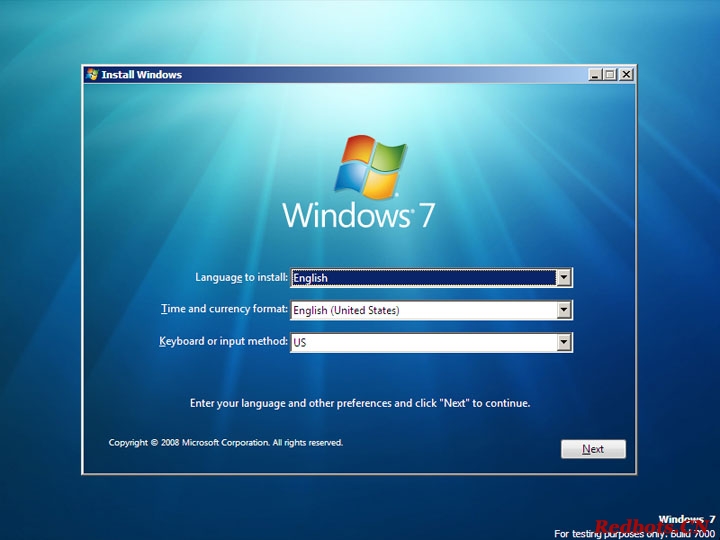 Install Windows
Windows® 7
Language to install: English
Time and currency format: English (United States)
Keyboard or input method: US
Enter your language and other preferences and click "Next" to continue.
Copyright © 2008 Microsoft Corporation. All rights reserved.
Next
Windows 7
Redbots.CN
For testing purposes only. Build 7000